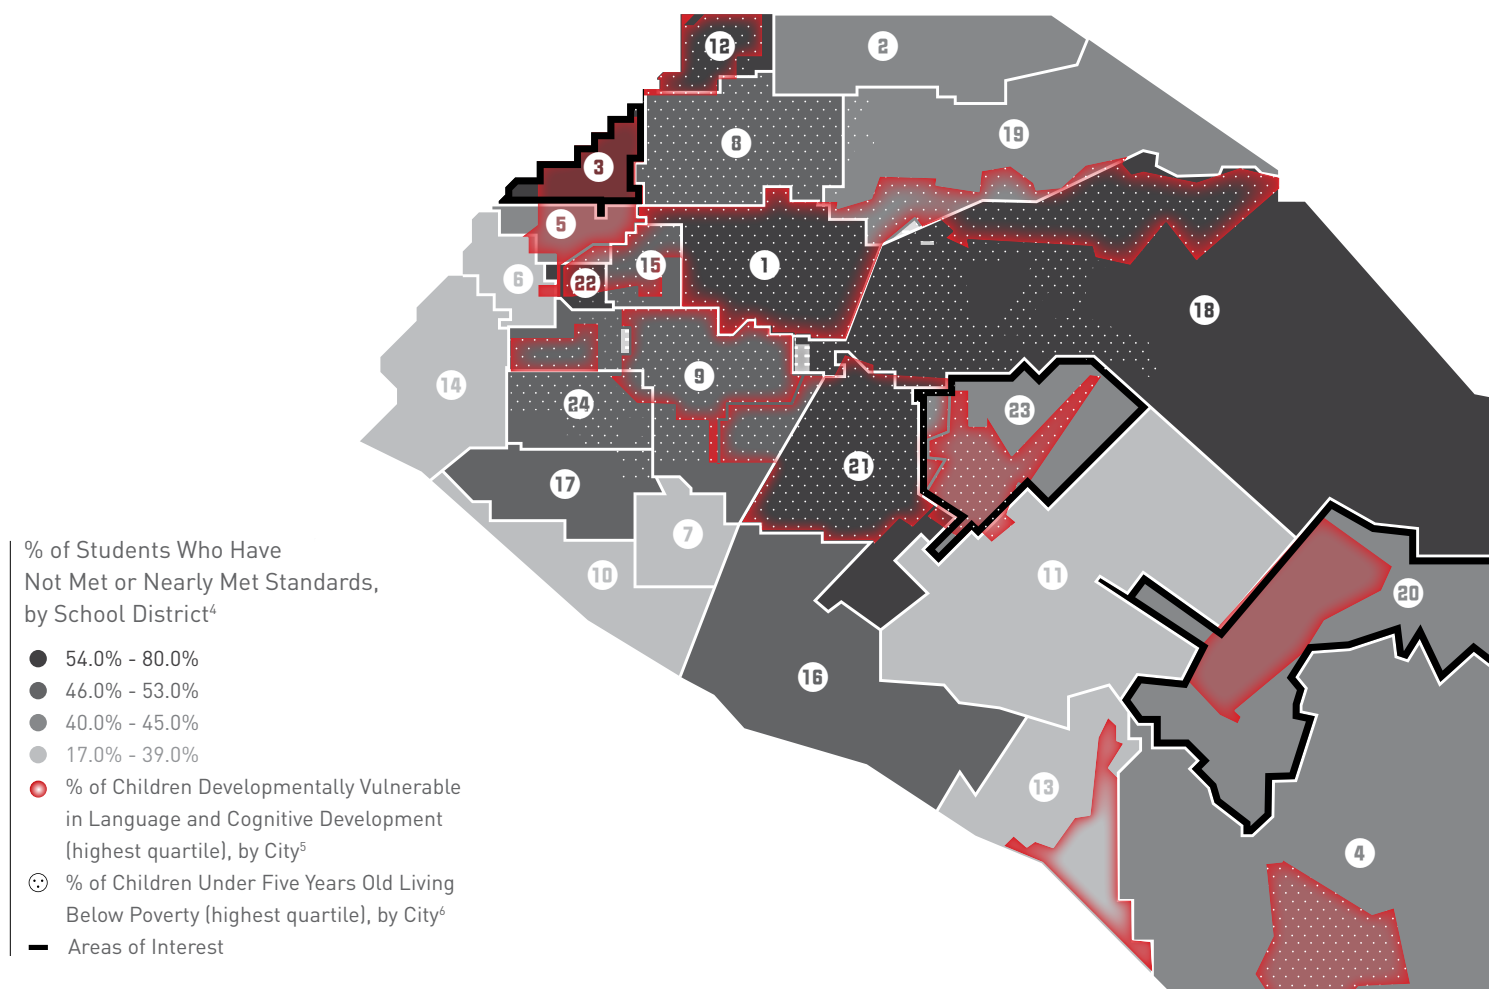 12
2
8
19
3
5
15
1
6
22
18
9
14
24
23
21
17
7
10
11
20
16
13
4
% of Students Who Have
Not Met or Nearly Met Standards,
by School District4
54.0% - 80.0%
46.0% - 53.0%
40.0% - 45.0%
17.0% - 39.0%
% of Children Developmentally Vulnerable
in Language and Cognitive Development
(highest quartile), by City5
% of Children Under Five Years Old Living
Below Poverty (highest quartile), by City6
Areas of Interest